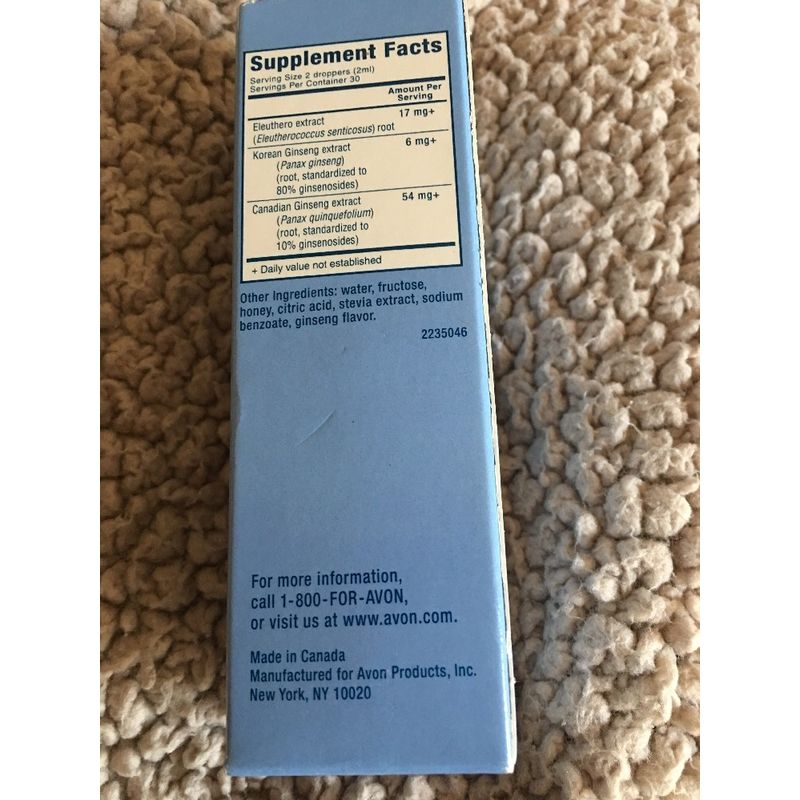 Supplement Facts
Serving Size 2 droppers (2ml)
Servings Per Container 30
Amount Per
Serving
Eleuthero extract 17 mg+
(Eleutherococcus senticosus) root
Korean Ginseng extract 6 mg+
(Panax ginseng)
(root, standardized to
80% ginsenosides)
Canadian Ginseng extract 54 mg+
(Panax quinquefolium)
(root, standardized to
10% ginsenosides)
+ Daily value not established
Other Ingredients: water, fructose,
honey, citric acid, stevia extract, sodium
benzoate, ginseng flavor.
2235046
For more information,
call 1-800-FOR-AVON,
or visit us at www.avon.com.
Made in Canada
Manufactured for Avon Products, Inc.
New York, NY 10020